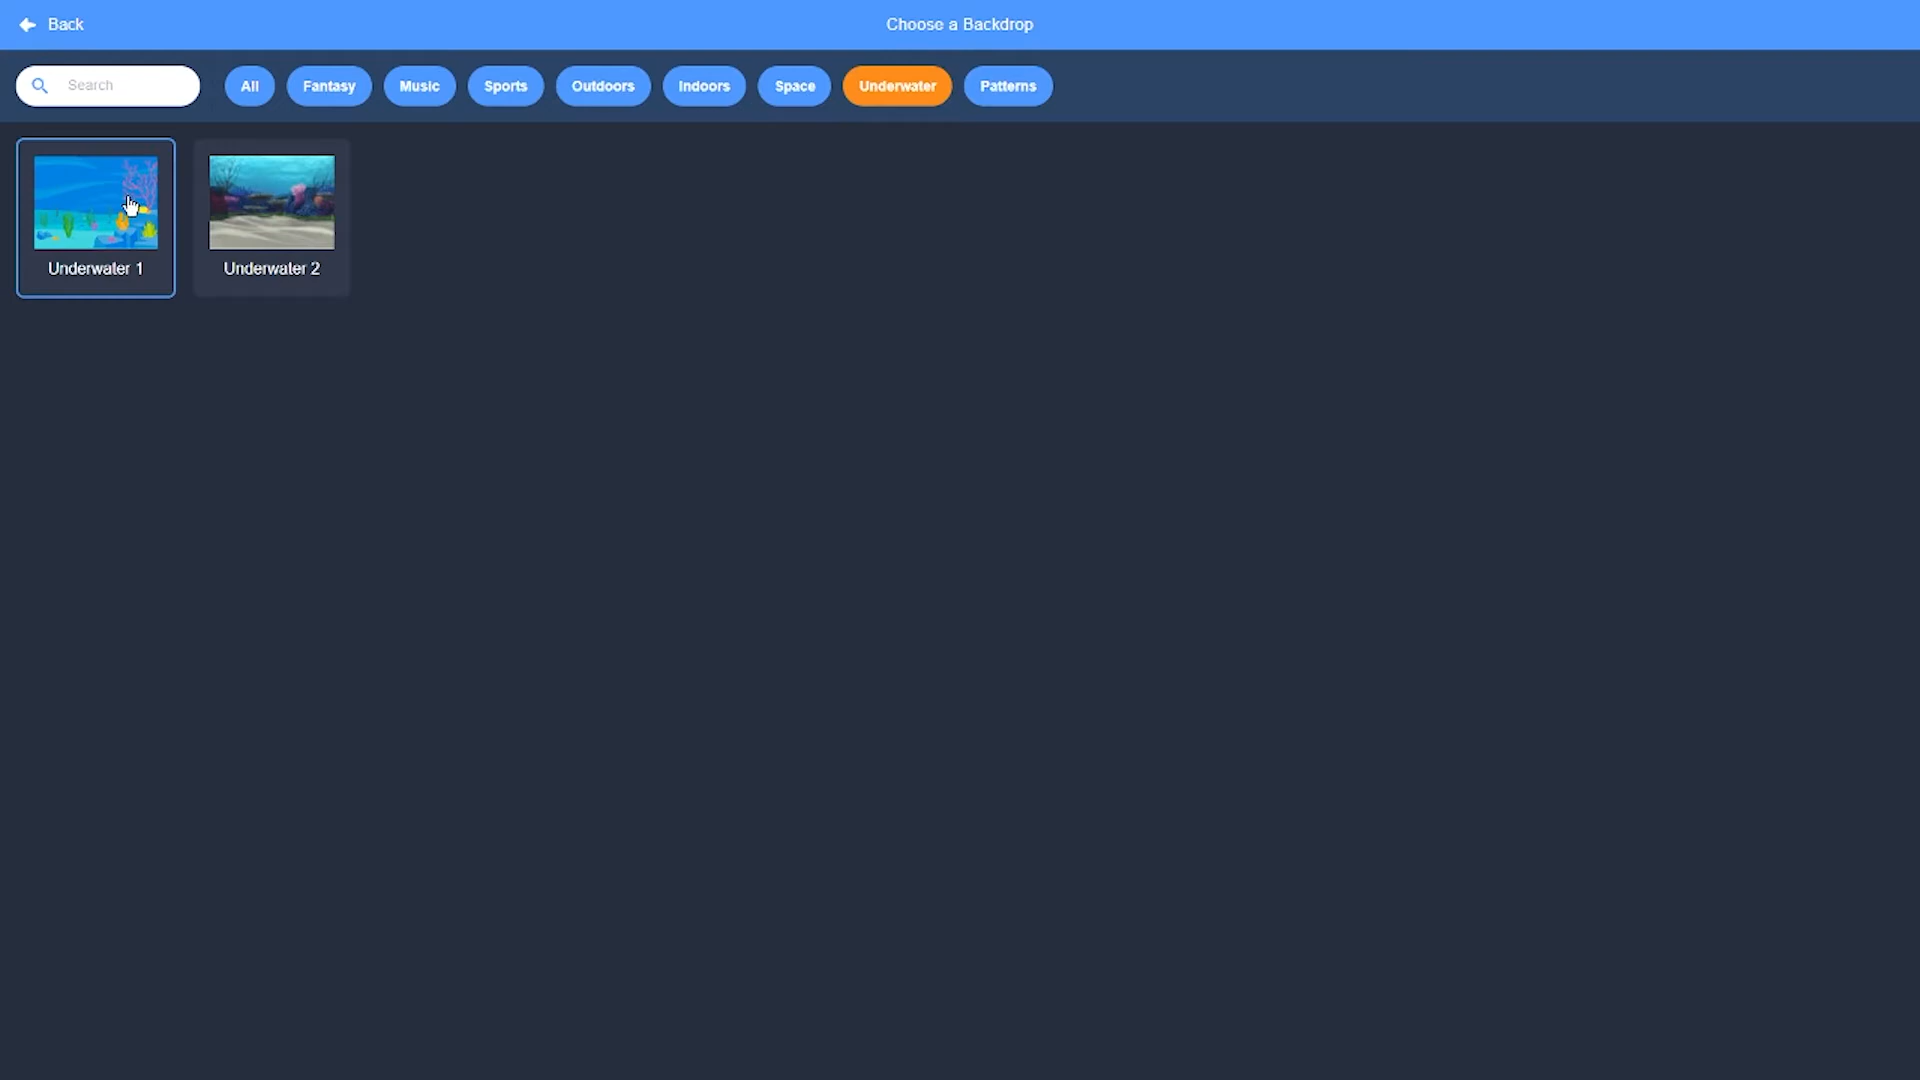 Back
Choose a Backdrop
Search
All
Fantasy
Music
Sports
Outdoors
Indoors
Space
Underwater
Patterns
Underwater 1
Underwater 2